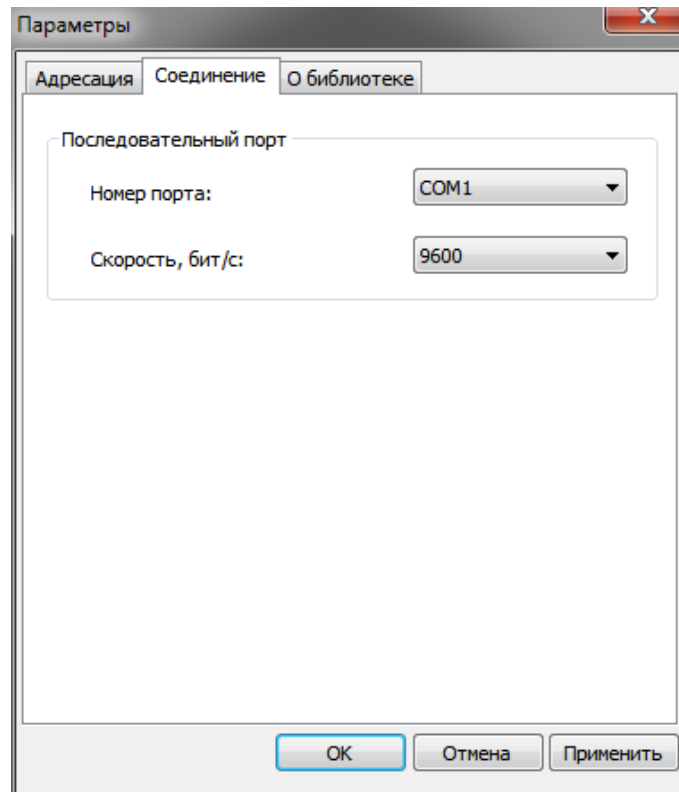 Параметры
Адресация Соединение О библиотеке
Последовательный порт
Номер порта: COM1
Скорость, бит/с: 9600
OK Отмена Применить